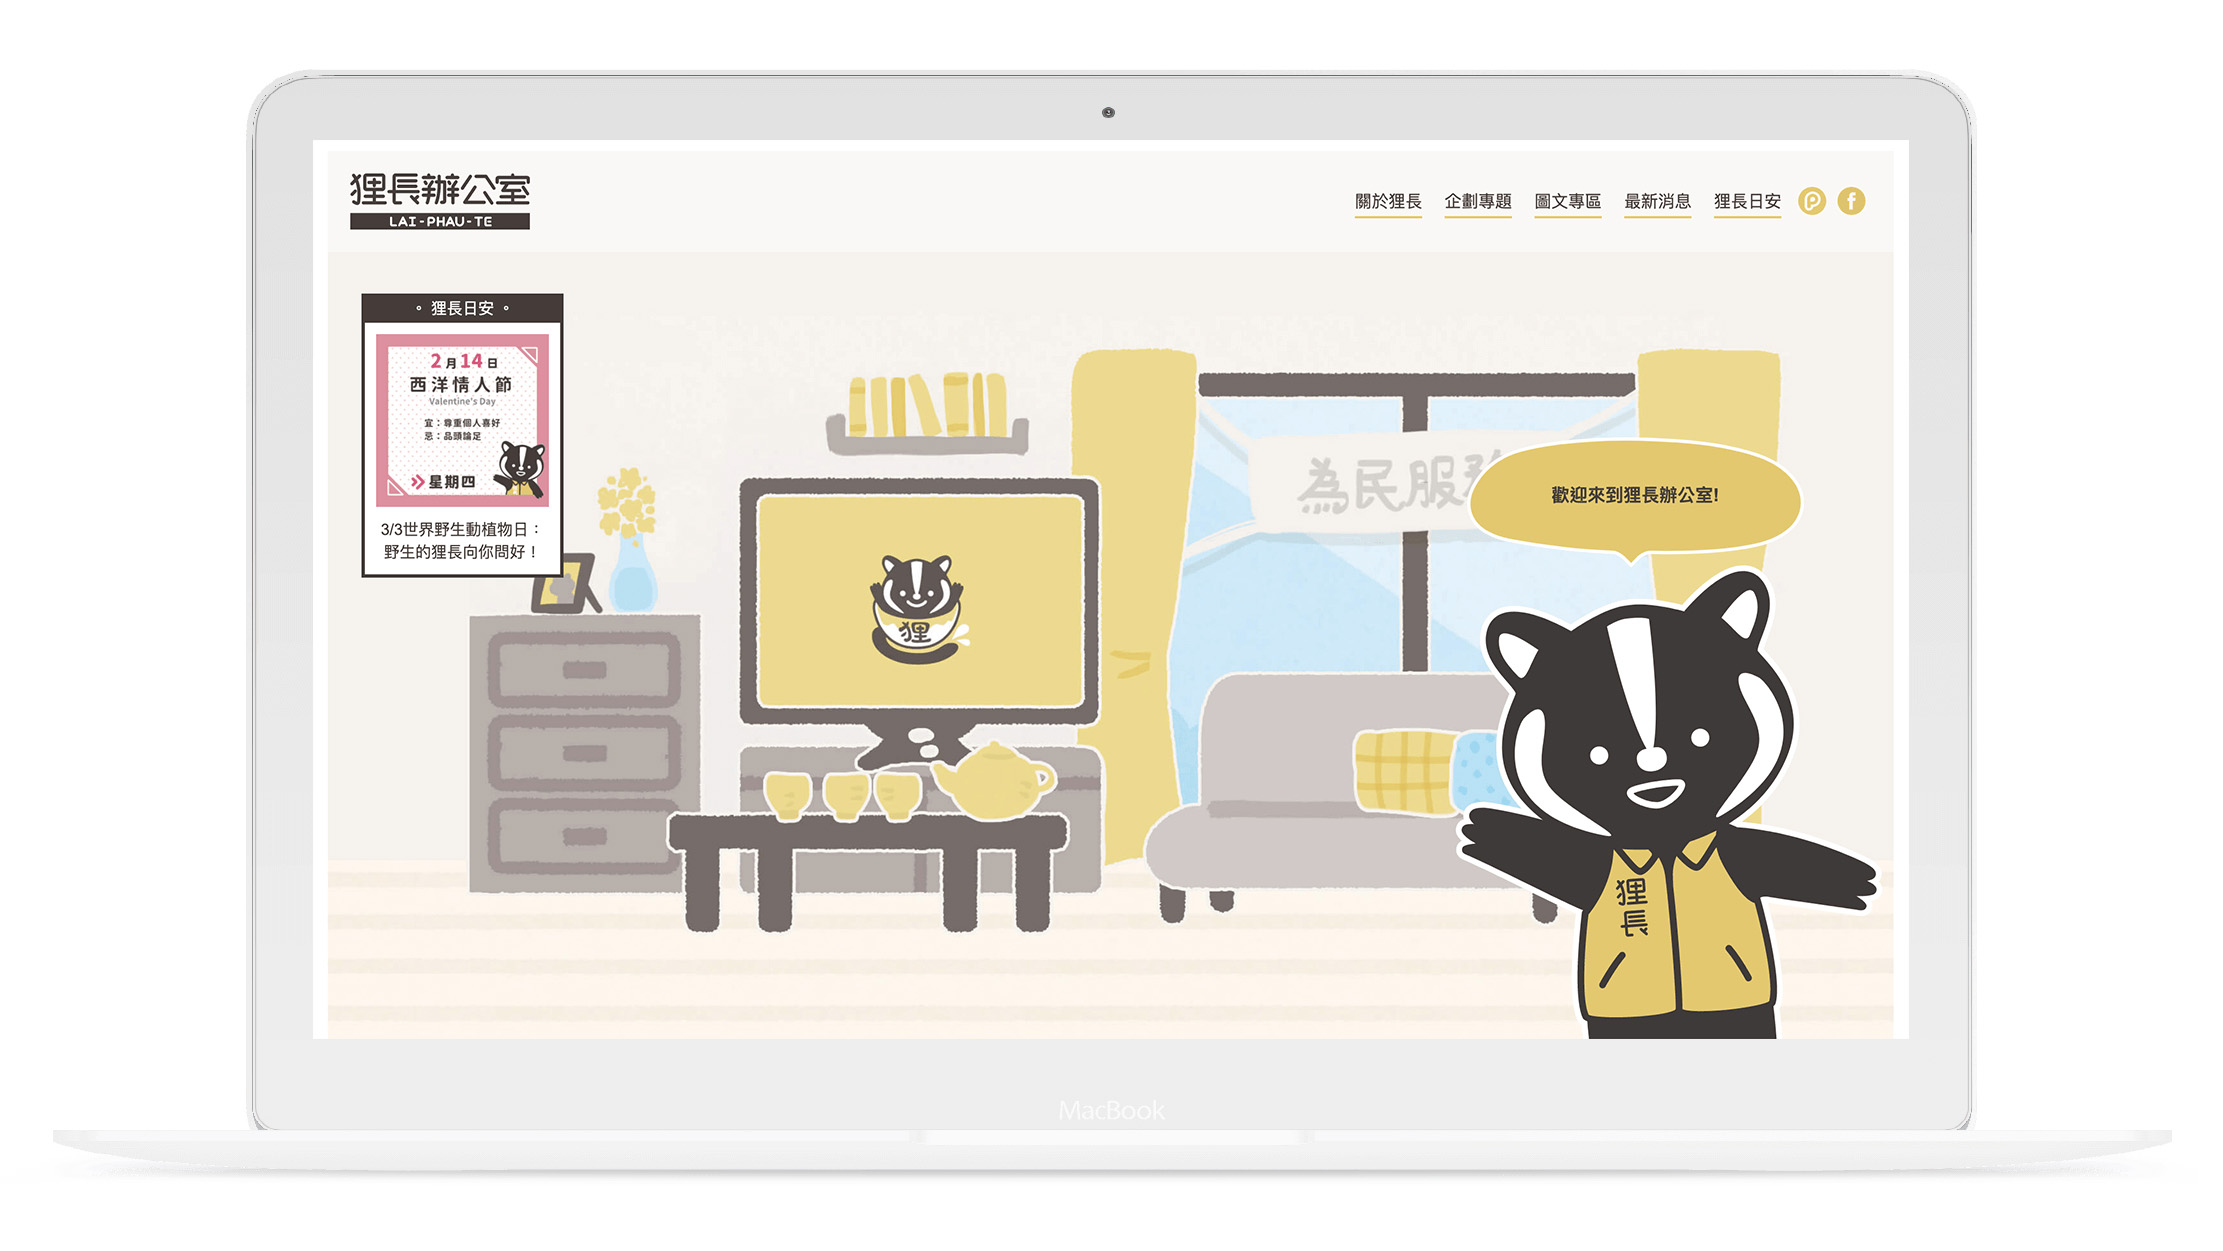 狸長辦公室
LAI-PHAU-TE
關於狸長 企劃專題 圖文專區 最新消息 狸長日安
。狸長日安。
2月14日
西洋情人節
Valentine's Day
宜：尊重個人喜好
忌：品頭論足
星期四
3/3世界野生動植物日：
野生的狸長向你問好！
狸
為民服務
歡迎來到狸長辦公室!
狸
長
MacBook